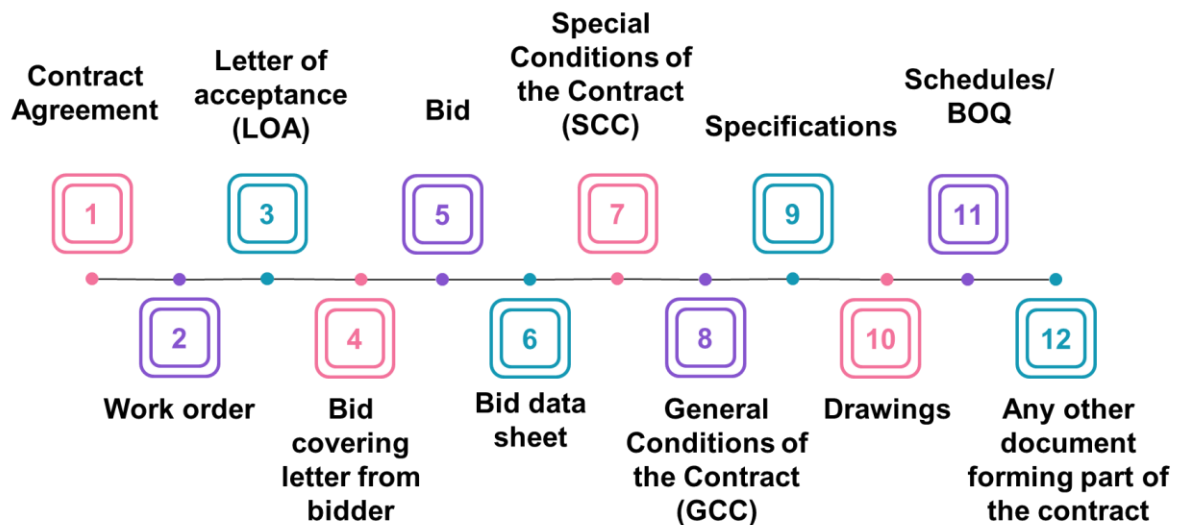 Contract
Agreement
1
Work order
2
Letter of
acceptance
(LOA)
3
4
Bid
covering
letter from
bidder
Bid
5
6
Bid data
sheet
Special
Conditions of
the Contract
(SCC)
7
8
General
Conditions of
the Contract
(GCC)
Specifications
9
10
Drawings
Schedules/
BOQ
11
12
Any other
document
forming part of
the contract